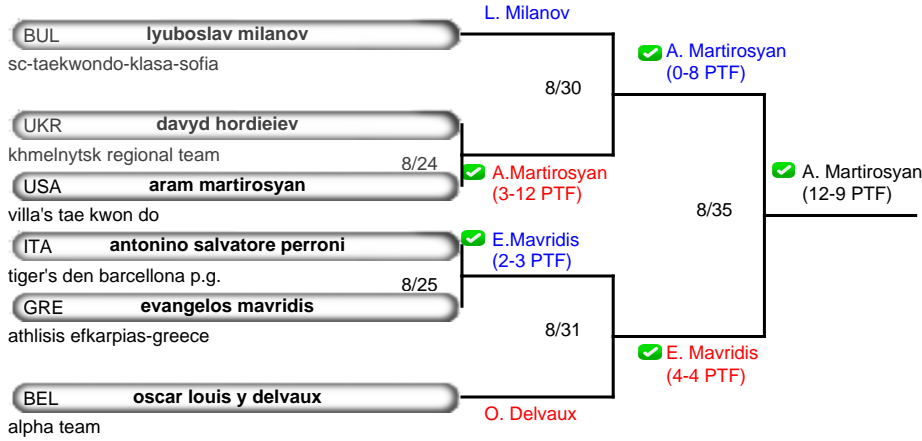 L. Milanov
BUL lyuboslav milanov
sc-taekwondo-klasa-sofia
A. Martirosyan
(0-8 PTF)
8/30
UKR davyd hordieiev
khmelnytsk regional team
8/24
USA aram martirosyan
villa's tae kwon do
A.Martirosyan
(3-12 PTF)
A. Martirosyan
(12-9 PTF)
8/35
ITA antonino salvatore perroni
tiger's den barcellona p.g.
E.Mavridis
(2-3 PTF)
8/25
GRE evangelos mavridis
athlisis efkarpias-greece
8/31
E. Mavridis
(4-4 PTF)
BEL oscar louis y delvaux
alpha team
O. Delvaux